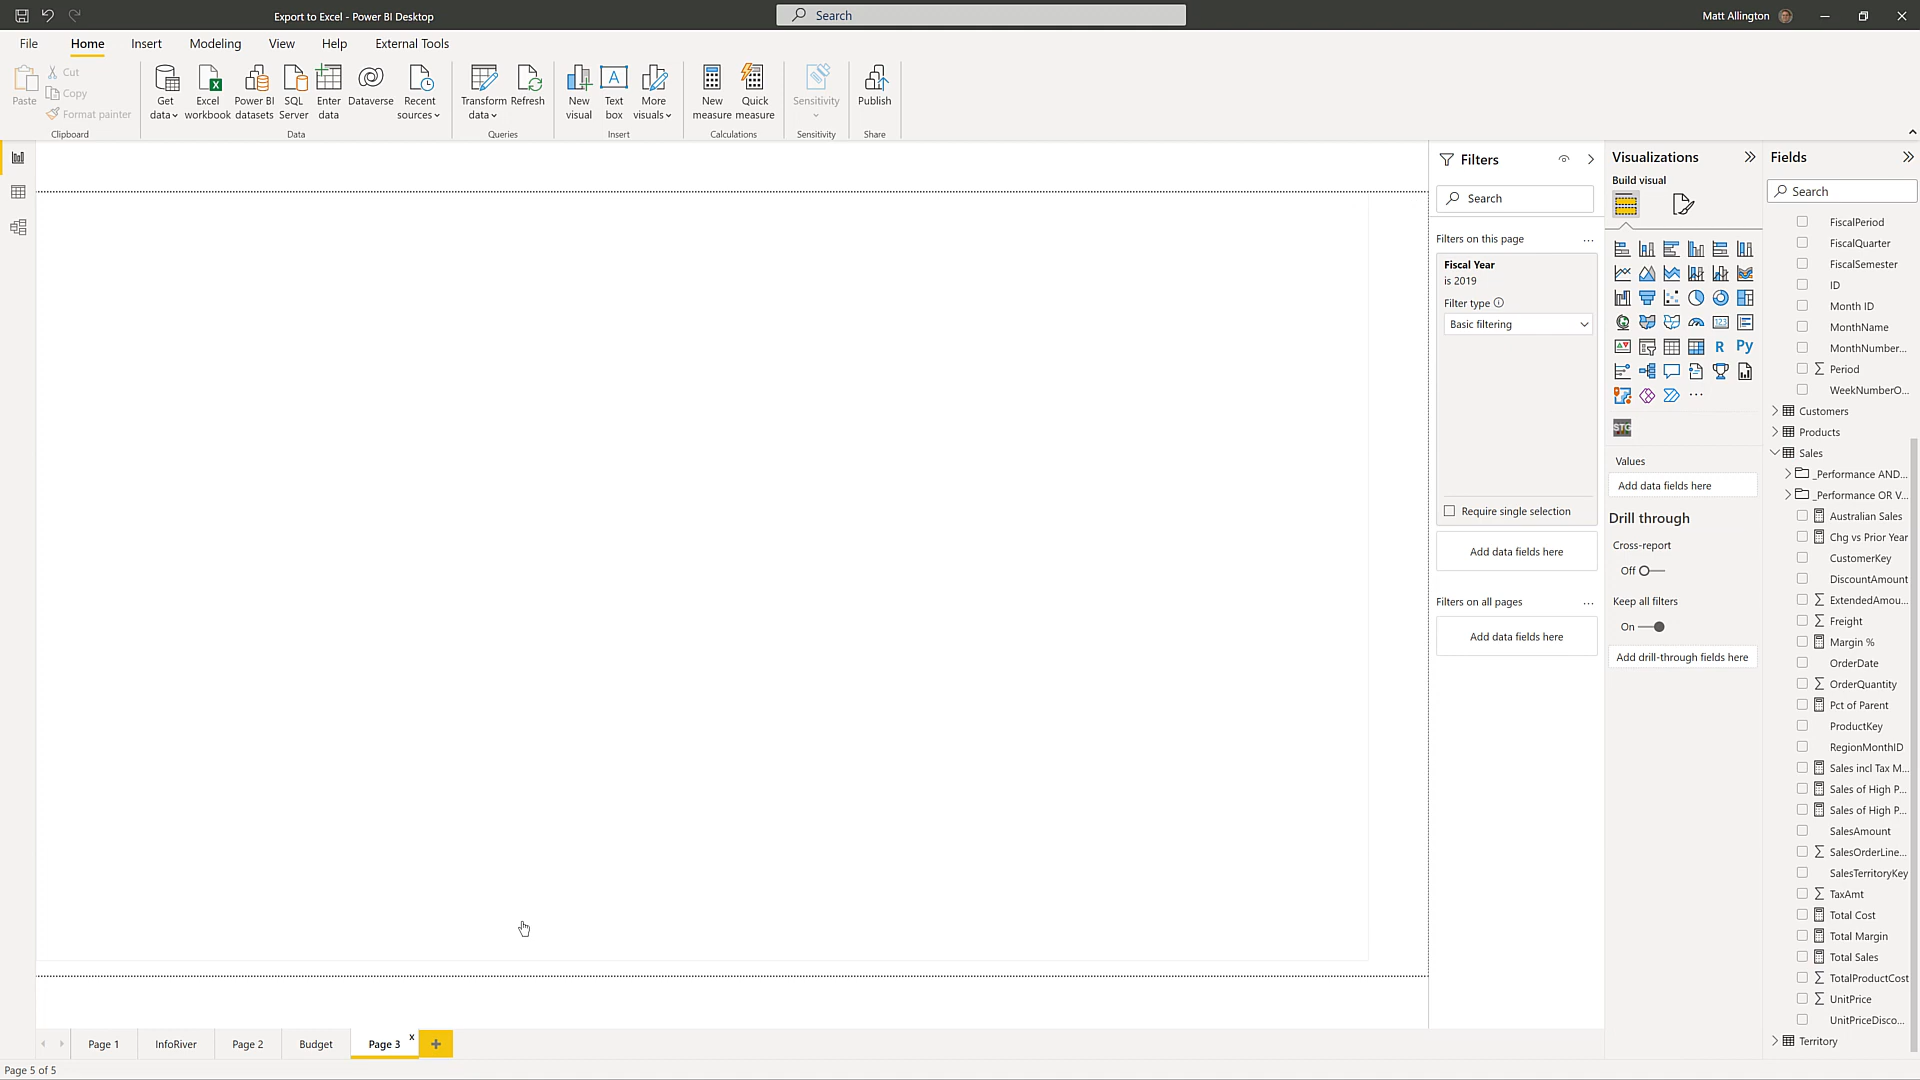 Export to Excel - Power BI Desktop
Search
Matt Allington
File
Home
Insert
Modeling
View
Help
External Tools
Paste
Cut
Copy
Format painter
Clipboard
Get data
Excel workbook
Power BI datasets
SQL Server
Enter data
Dataverse
Recent sources
Data
Transform data
Refresh
Queries
New visual
Text box
More visuals
Insert
New measure
Quick measure
Calculations
Sensitivity
Sensitivity
Publish
Share
Filters
Search
Filters on this page
...
Fiscal Year
is 2019
Filter type
Basic filtering
Require single selection
Add data fields here
Filters on all pages
...
Add data fields here
Visualizations
Build visual
R
Py
123
...
STG
Values
Add data fields here
Drill through
Cross-report
Off
Keep all filters
On
Add drill-through fields here
Fields
Search
FiscalPeriod
FiscalQuarter
FiscalSemester
ID
Month ID
MonthName
MonthNumber...
Period
WeekNumberO...
Customers
Products
Sales
_Performance AND...
_Performance OR V...
Australian Sales
Chg vs Prior Year
CustomerKey
DiscountAmount
ExtendedAmou...
Freight
Margin %
OrderDate
OrderQuantity
Pct of Parent
ProductKey
RegionMonthID
Sales incl Tax M...
Sales of High P...
Sales of High P...
SalesAmount
SalesOrderLine...
SalesTerritoryKey
TaxAmt
Total Cost
Total Margin
Total Sales
TotalProductCost
UnitPrice
UnitPriceDisco...
Territory
Page 1
InfoRiver
Page 2
Budget
Page 3
x
+
Page 5 of 5